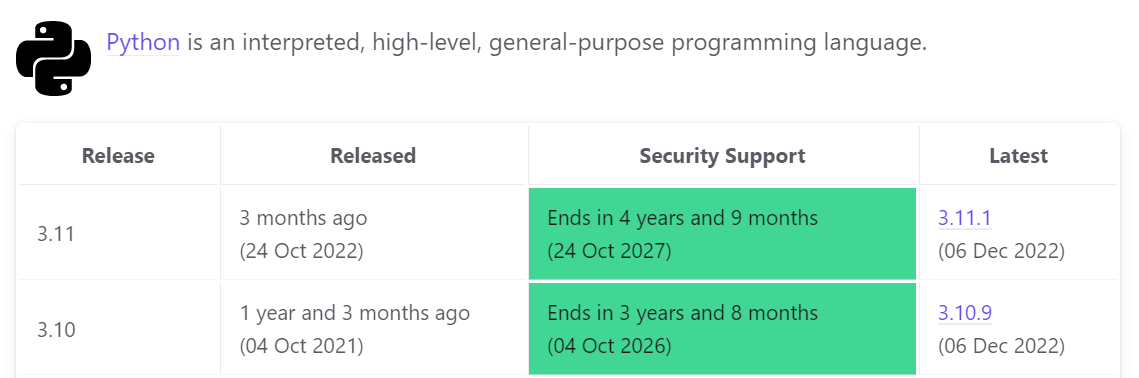 Python is an interpreted, high-level, general-purpose programming language.
Release Released Security Support Latest
3.11
3 months ago
(24 Oct 2022)
Ends in 4 years and 9 months
(24 Oct 2027)
3.11.1
(06 Dec 2022)
3.10
1 year and 3 months ago
(04 Oct 2021)
Ends in 3 years and 8 months
(04 Oct 2026)
3.10.9
(06 Dec 2022)